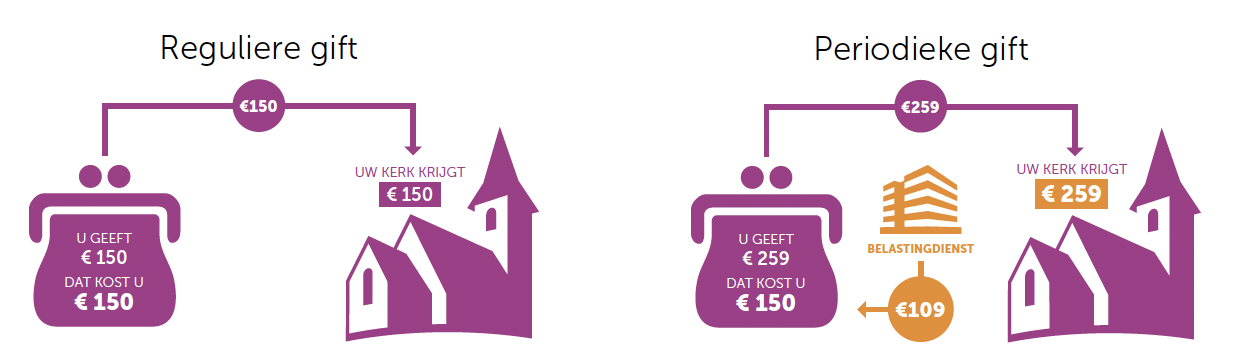 Reguliere gift
€150
UW KERK KRIJGT
€ 150
U GEEFT
€ 150
DAT KOST U
€ 150
Periodieke gift
€259
UW KERK KRIJGT
€ 259
U GEEFT
€ 259
DAT KOST U
€ 150
BELASTINGDIENST
€109